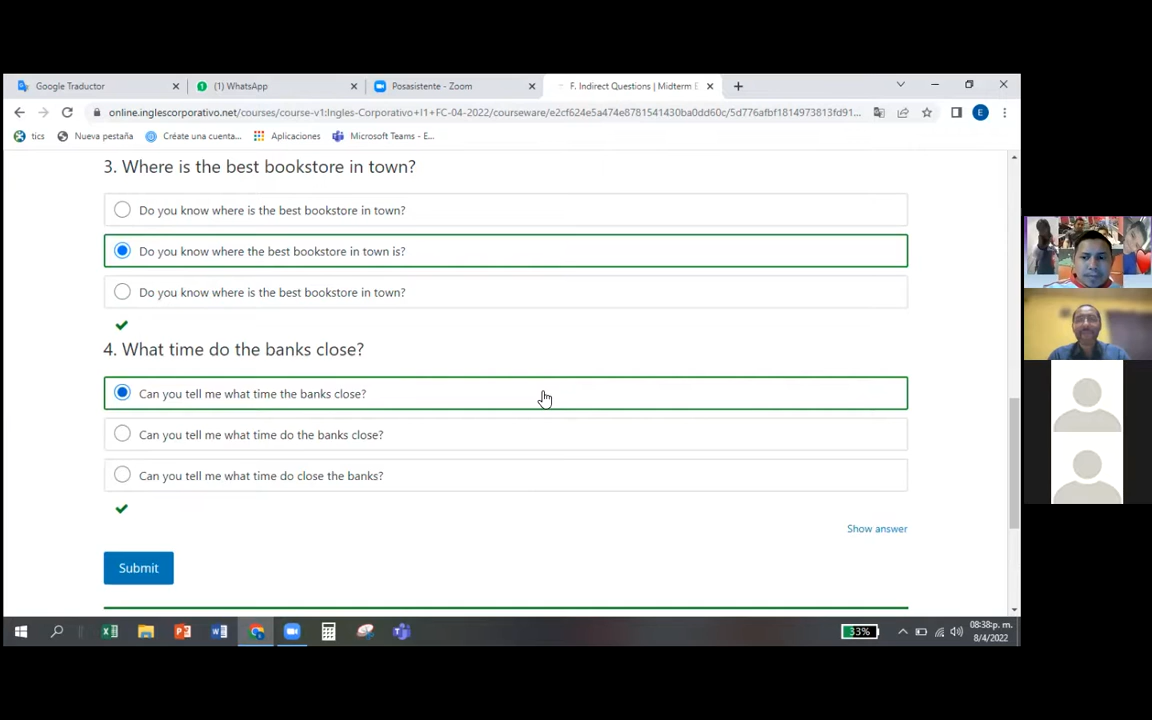 Google Traductor
(1) WhatsApp
Posasistente - Zoom
F. Indirect Questions | Midterm E
online.inglescorporativo.net/courses/course-v1:Ingles-Corporativo+I1+FC-04-2022/courseware/e2cf624e5a474e8781541430ba0dd60c/5d776afbf1814973813fd91...
E
tics
Nueva pestaña
Créate una cuenta...
Aplicaciones
Microsoft Teams - E...
3. Where is the best bookstore in town?
Do you know where is the best bookstore in town?
Do you know where the best bookstore in town is?
Do you know where is the best bookstore in town?
4. What time do the banks close?
Can you tell me what time the banks close?
Can you tell me what time do the banks close?
Can you tell me what time do close the banks?
Show answer
Submit
33%
08:38p. m.
8/4/2022